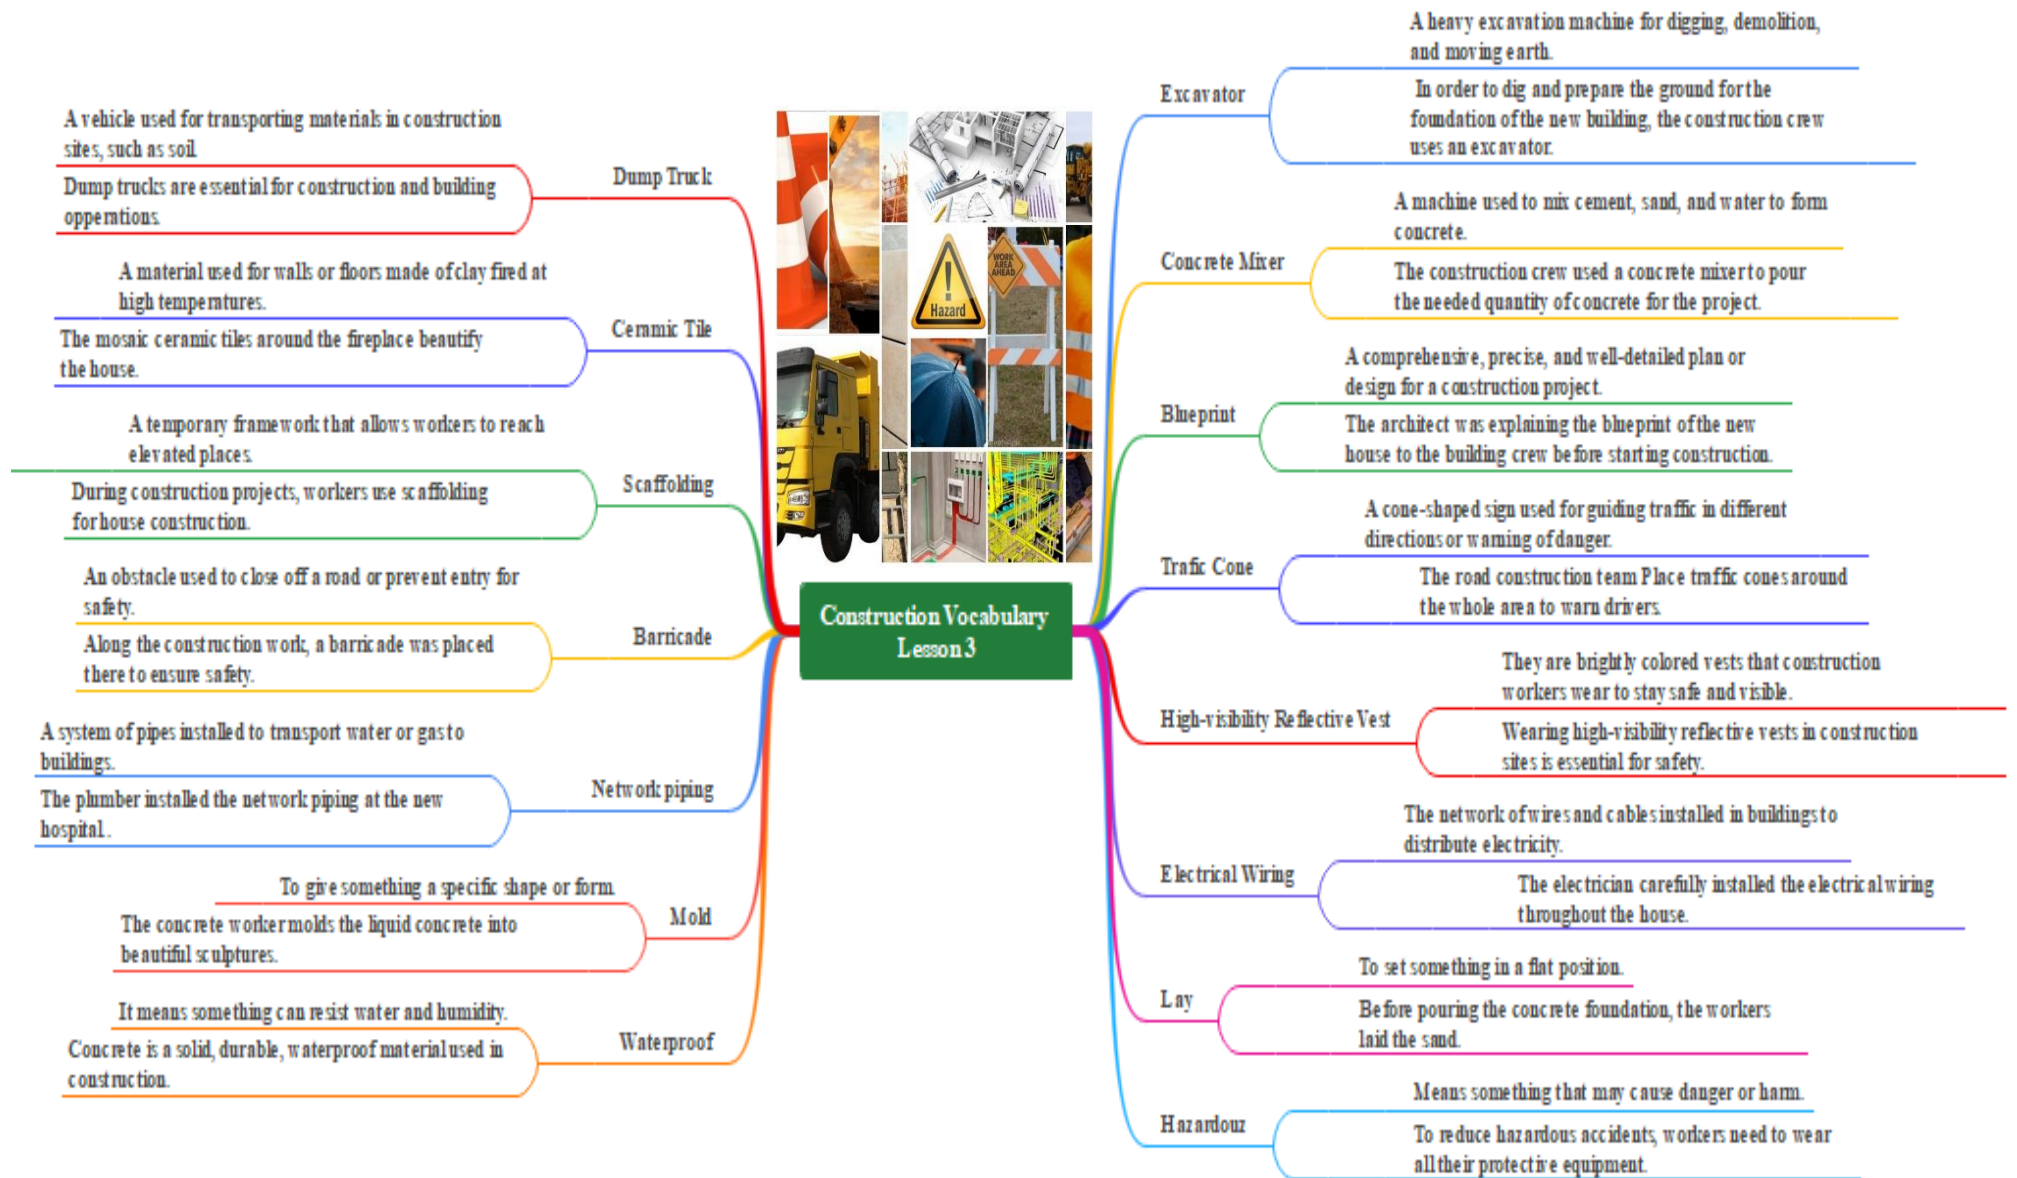 Construction Vocabulary
Lesson 3
Hazard
WORK
AREA
AHEAD
Excavator
A heavy excavation machine for digging, demolition,
and moving earth.
In order to dig and prepare the ground for the
foundation of the new building, the construction crew
uses an excavator.
Concrete Mixer
A machine used to mix cement, sand, and water to form
concrete.
The construction crew used a concrete mixer to pour
the needed quantity of concrete for the project.
Blueprint
A comprehensive, precise, and well-detailed plan or
design for a construction project.
The architect was explaining the blueprint of the new
house to the building crew before starting construction.
Trafic Cone
A cone-shaped sign used for guiding traffic in different
directions or warning of danger.
The road construction team Place traffic cones around
the whole area to warn drivers.
High-visibility Reflective Vest
They are brightly colored vests that construction
workers wear to stay safe and visible.
Wearing high-visibility reflective vests in construction
sites is essential for safety.
Electrical Wiring
The network of wires and cables installed in buildings to
distribute electricity.
The electrician carefully installed the electrical wiring
throughout the house.
Lay
To set something in a flat position.
Before pouring the concrete foundation, the workers
laid the sand.
Hazardouz
Means something that may cause danger or harm.
To reduce hazardous accidents, workers need to wear
all their protective equipment.
Dump Truck
A vehicle used for transporting materials in construction
sites, such as soil.
Dump trucks are essential for construction and building
opperations.
Ceramic Tile
A material used for walls or floors made of clay fired at
high temperatures.
The mosaic ceramic tiles around the fireplace beautify
the house.
Scaffolding
A temporary framework that allows workers to reach
elevated places.
During construction projects, workers use scaffolding
for house construction.
Barricade
An obstacle used to close off a road or prevent entry for
safety.
Along the construction work, a barricade was placed
there to ensure safety.
Network piping
A system of pipes installed to transport water or gas to
buildings.
The plumber installed the network piping at the new
hospital .
Mold
To give something a specific shape or form.
The concrete worker molds the liquid concrete into
beautiful sculptures.
Waterproof
It means something can resist water and humidity.
Concrete is a solid, durable, waterproof material used in
construction.